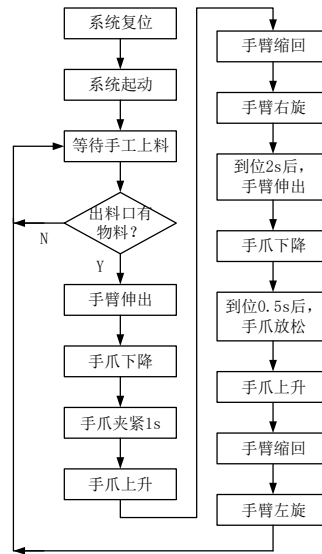 系统复位
系统起动
等待手工上料
出料口有
物料？
N
Y
手臂伸出
手爪下降
手爪夹紧1s
手爪上升
手臂缩回
手臂右旋
到位2s后，
手臂伸出
手爪下降
到位0.5s后，
手爪放松
手爪上升
手臂缩回
手臂左旋